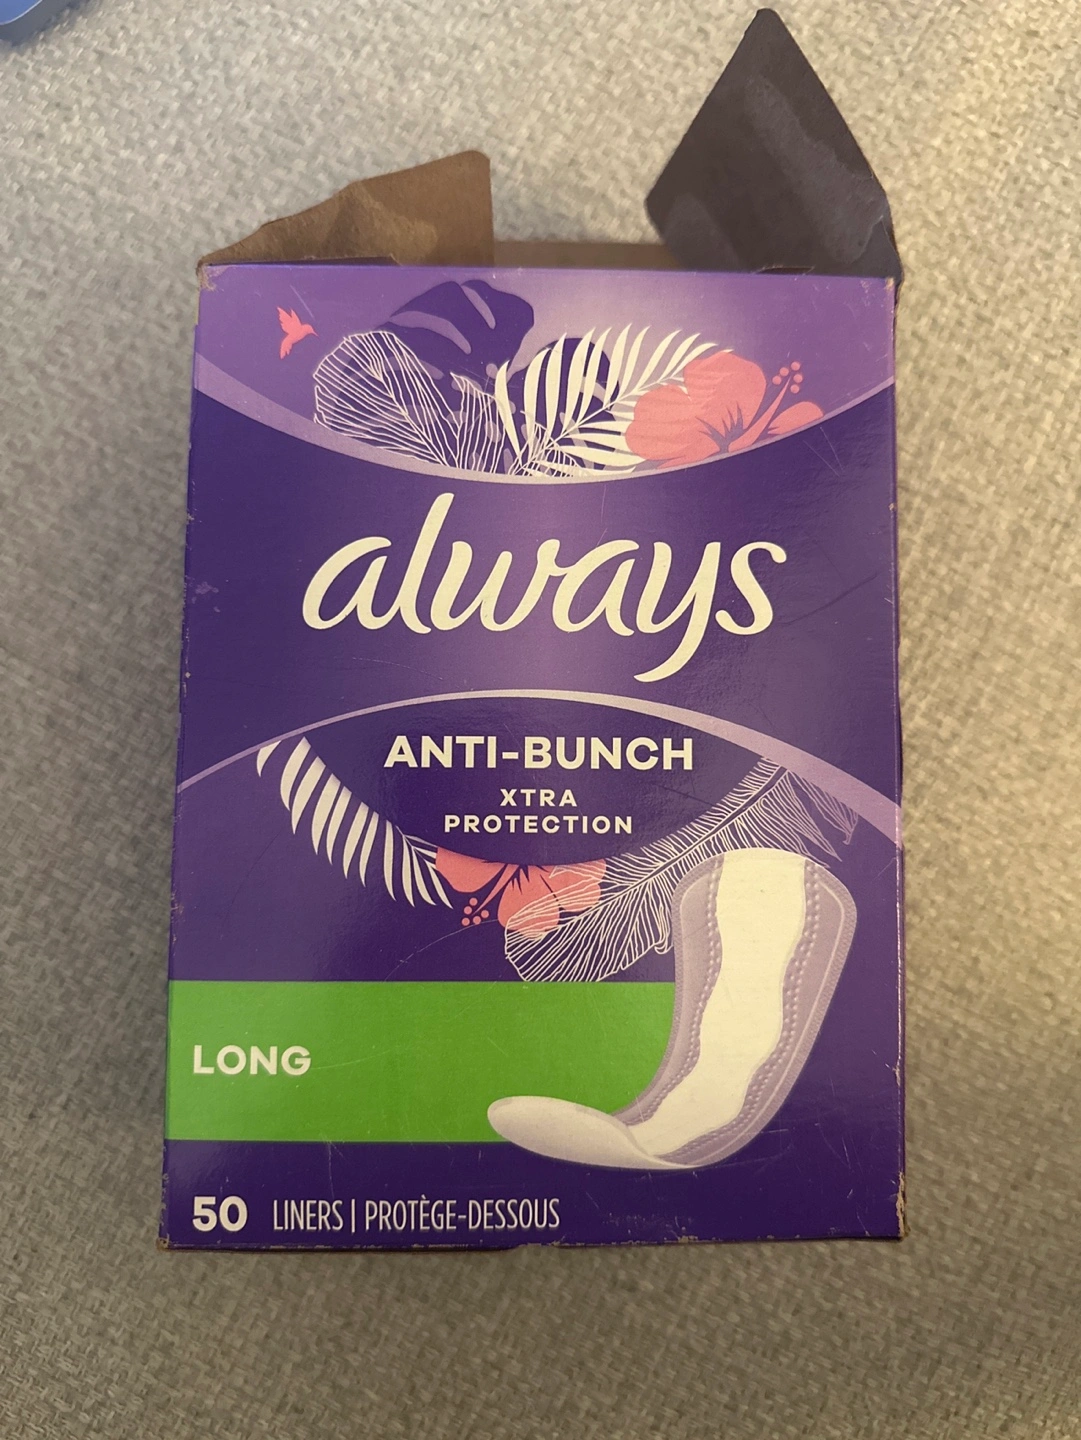 always
ANTI-BUNCH
XTRA
PROTECTION
LONG
50 LINERS | PROTÈGE-DESSOUS